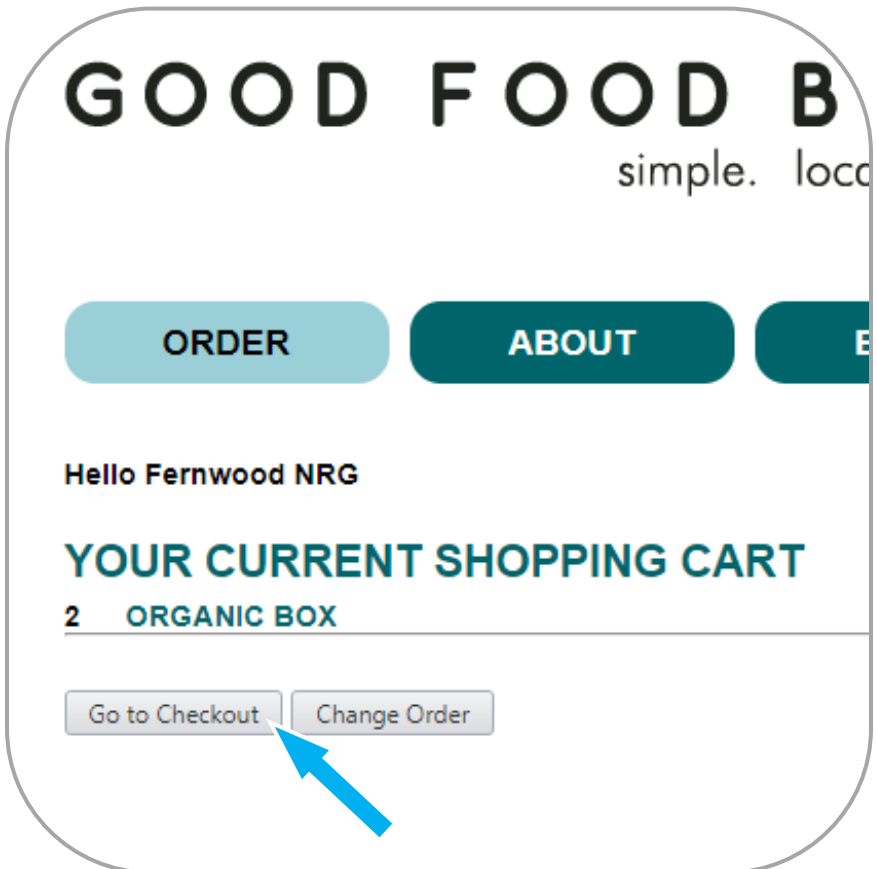 GOOD FOOD B
simple. loca
ORDER ABOUT E
Hello Fernwood NRG
YOUR CURRENT SHOPPING CART
2 ORGANIC BOX
Go to Checkout Change Order